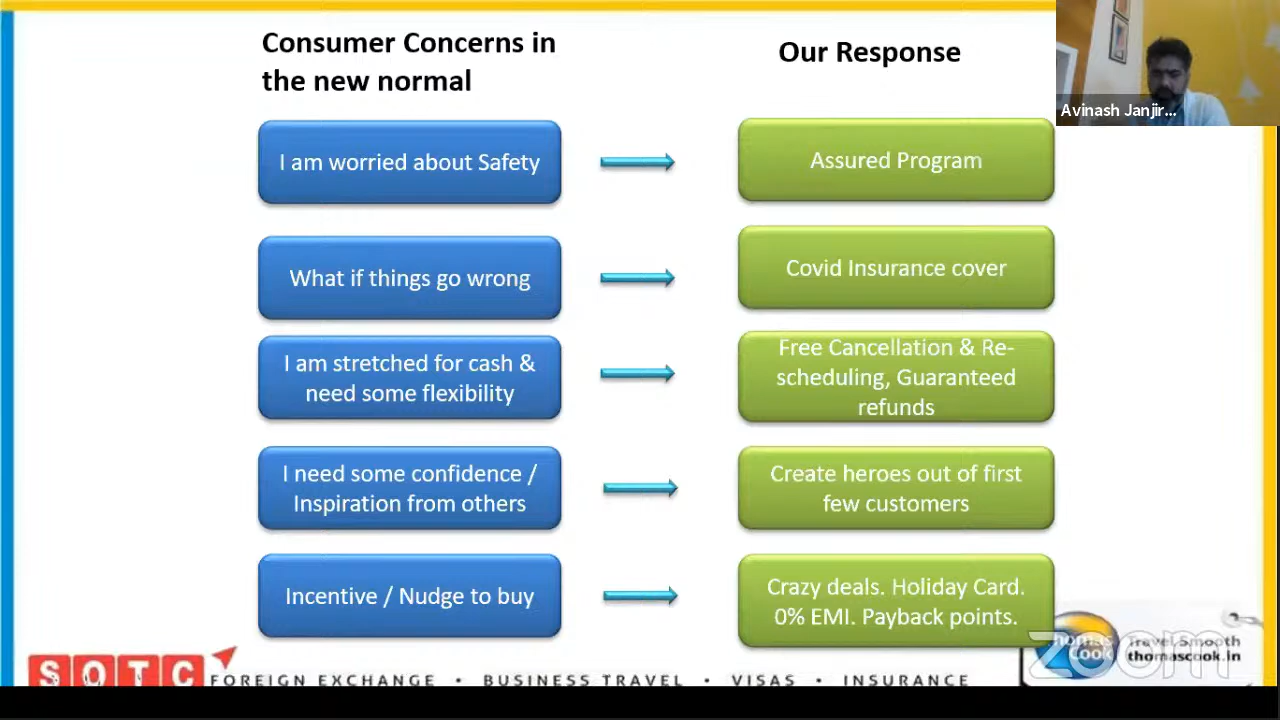 Consumer Concerns in
the new normal
Our Response
Avinash Janjir...
I am worried about Safety
Assured Program
What if things go wrong
Covid Insurance cover
I am stretched for cash &
need some flexibility
Free Cancellation & Re-
scheduling, Guaranteed
refunds
I need some confidence /
Inspiration from others
Create heroes out of first
few customers
Incentive / Nudge to buy
Crazy deals. Holiday Card.
0% EMI. Payback points.
SOTC
FOREIGN EXCHANGE • BUSINESS TRAVEL • VISAS • INSURANCE
Thomas
Cook
Travel Smooth
thomascook.in
zoom